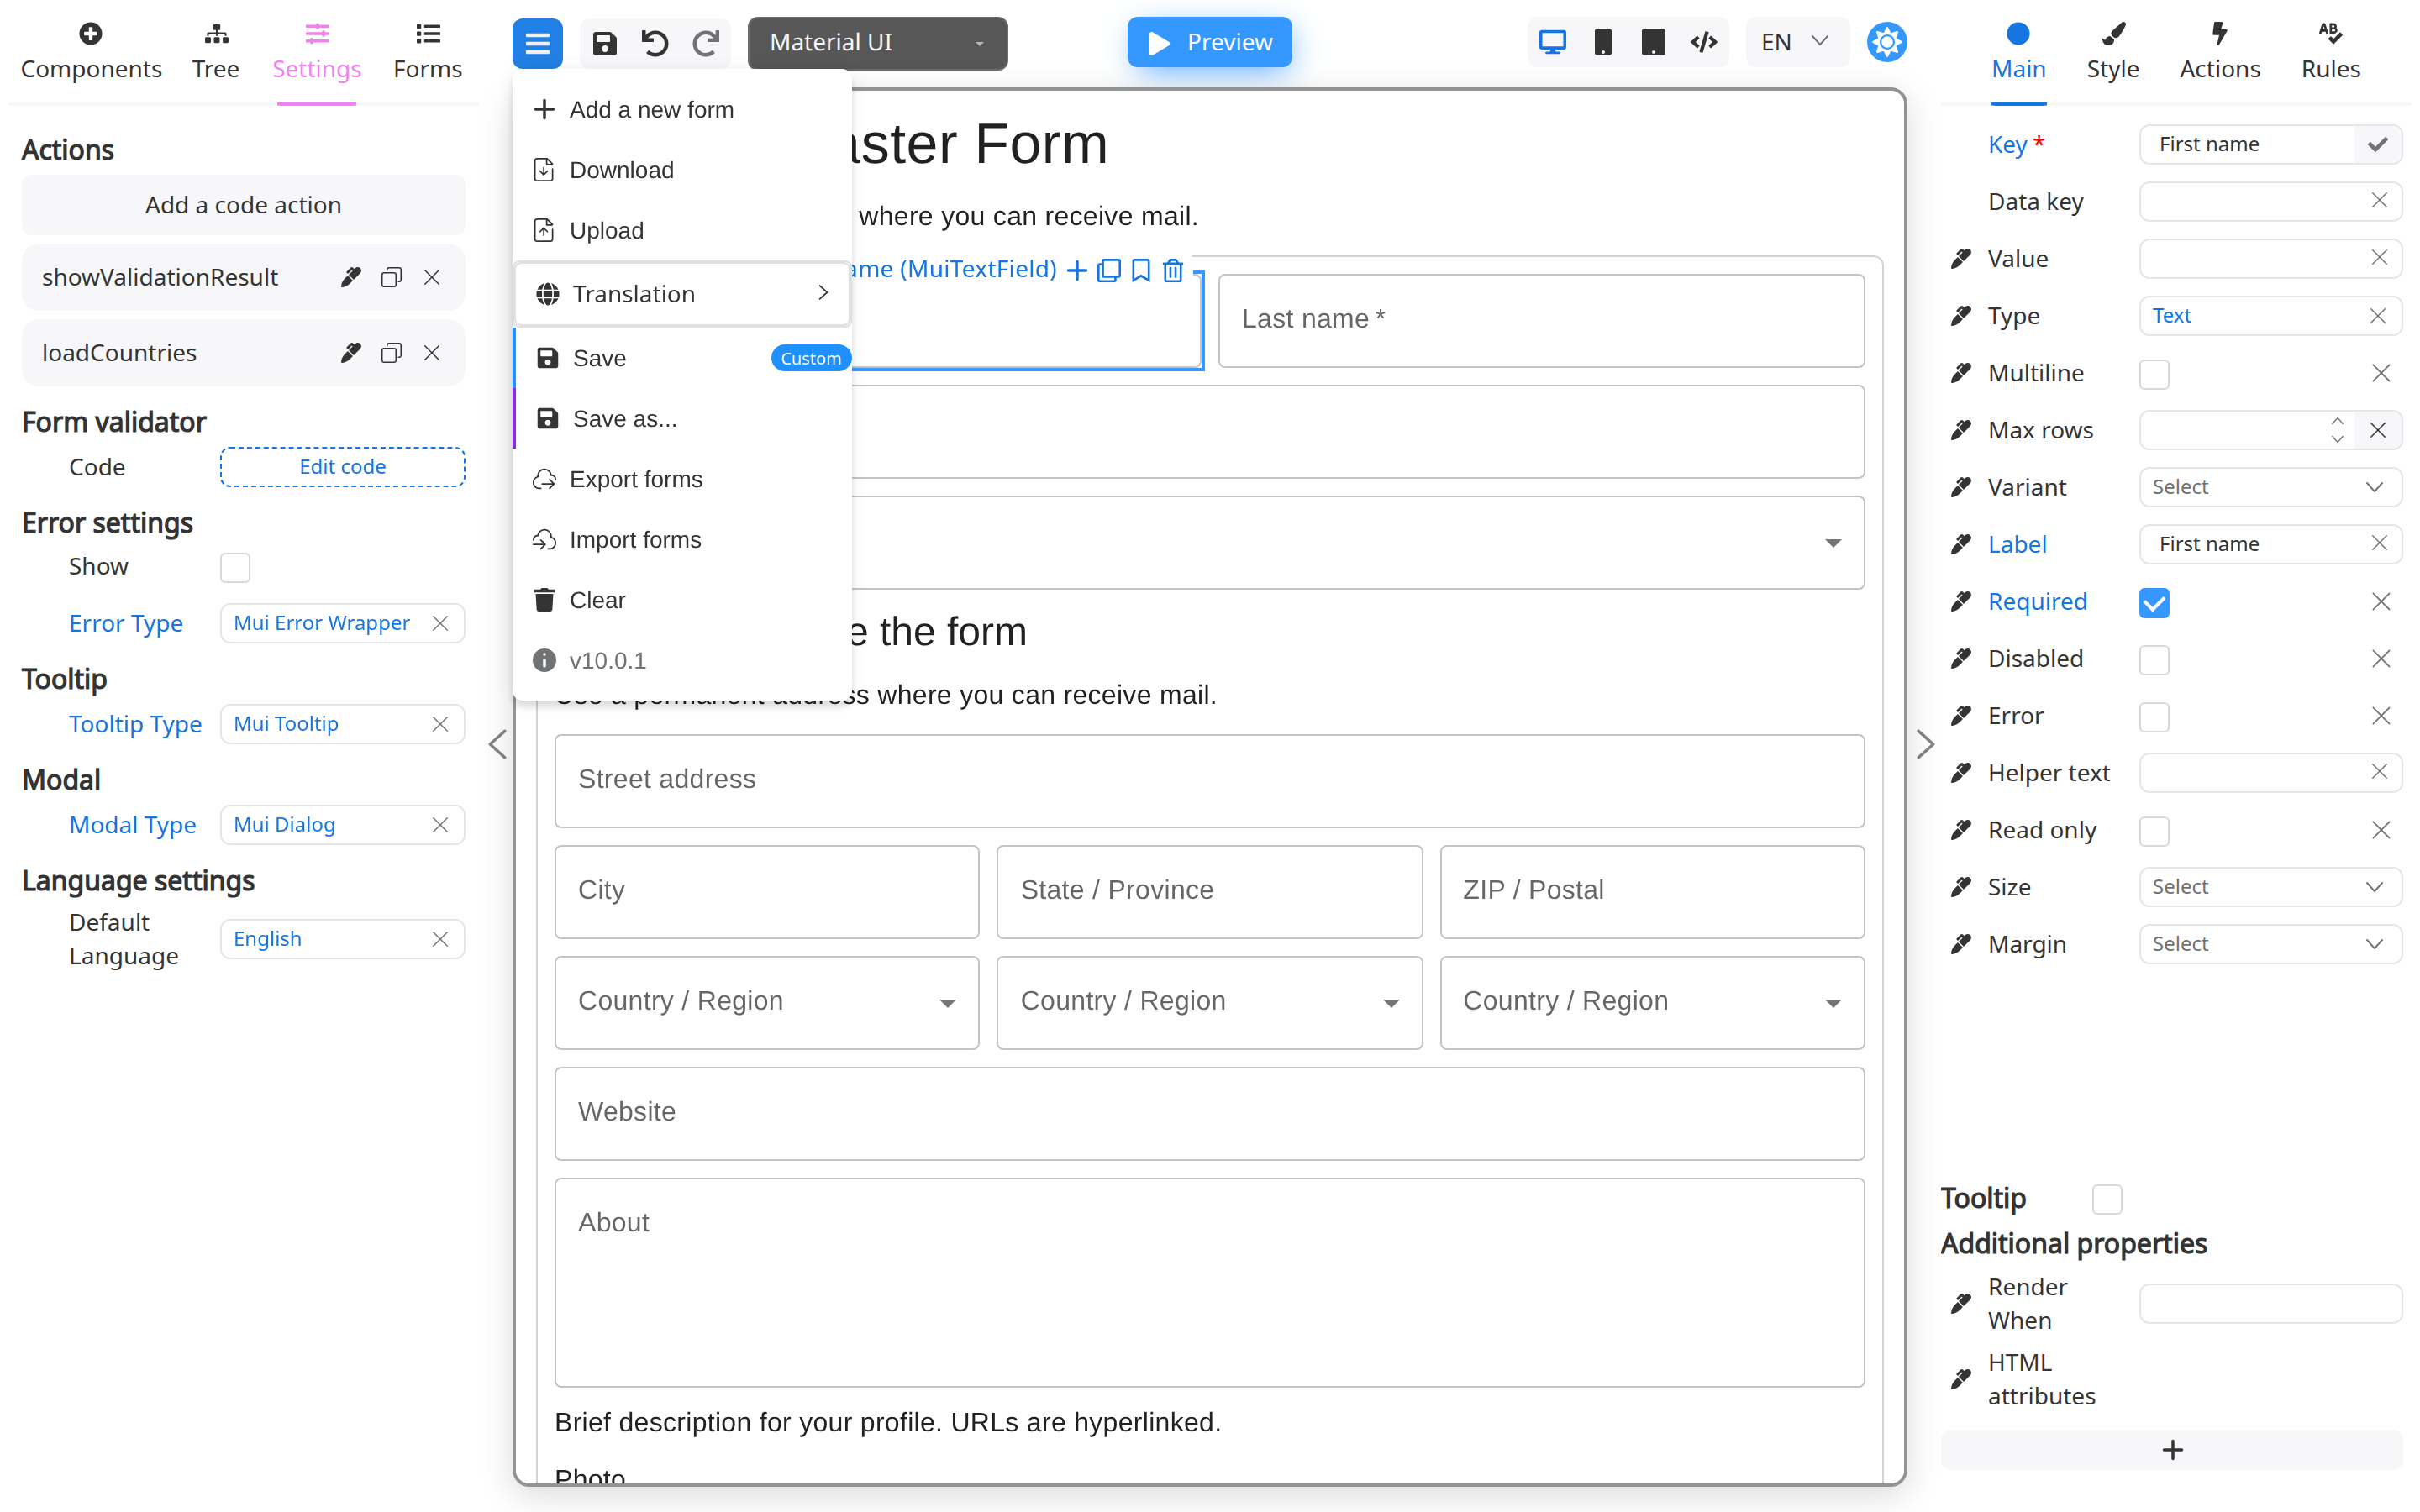 Components
Tree
Settings
Forms
Actions
Add a code action
showValidationResult
loadCountries
Form validator
Code
Edit code
Error settings
Show
Error Type
Mui Error Wrapper
Tooltip
Tooltip Type
Mui Tooltip
Modal
Modal Type
Mui Dialog
Language settings
Default
Language
English
Material UI
Preview
EN
Add a new form
Download
Upload
Translation
Save
Custom
Save as...
Export forms
Import forms
Clear
v10.0.1
Form
where you can receive mail.
(MuiTextField)
Last name *
the form
where you can receive mail.
Street address
City
State / Province
ZIP / Postal
Country / Region
Country / Region
Country / Region
Website
About
Brief description for your profile. URLs are hyperlinked.
Photo
Main
Style
Actions
Rules
Key *
First name
Data key
Value
Type
Text
Multiline
Max rows
Variant
Select
Label
First name
Required
Disabled
Error
Helper text
Read only
Size
Select
Margin
Select
Tooltip
Additional properties
Render
When
HTML
attributes